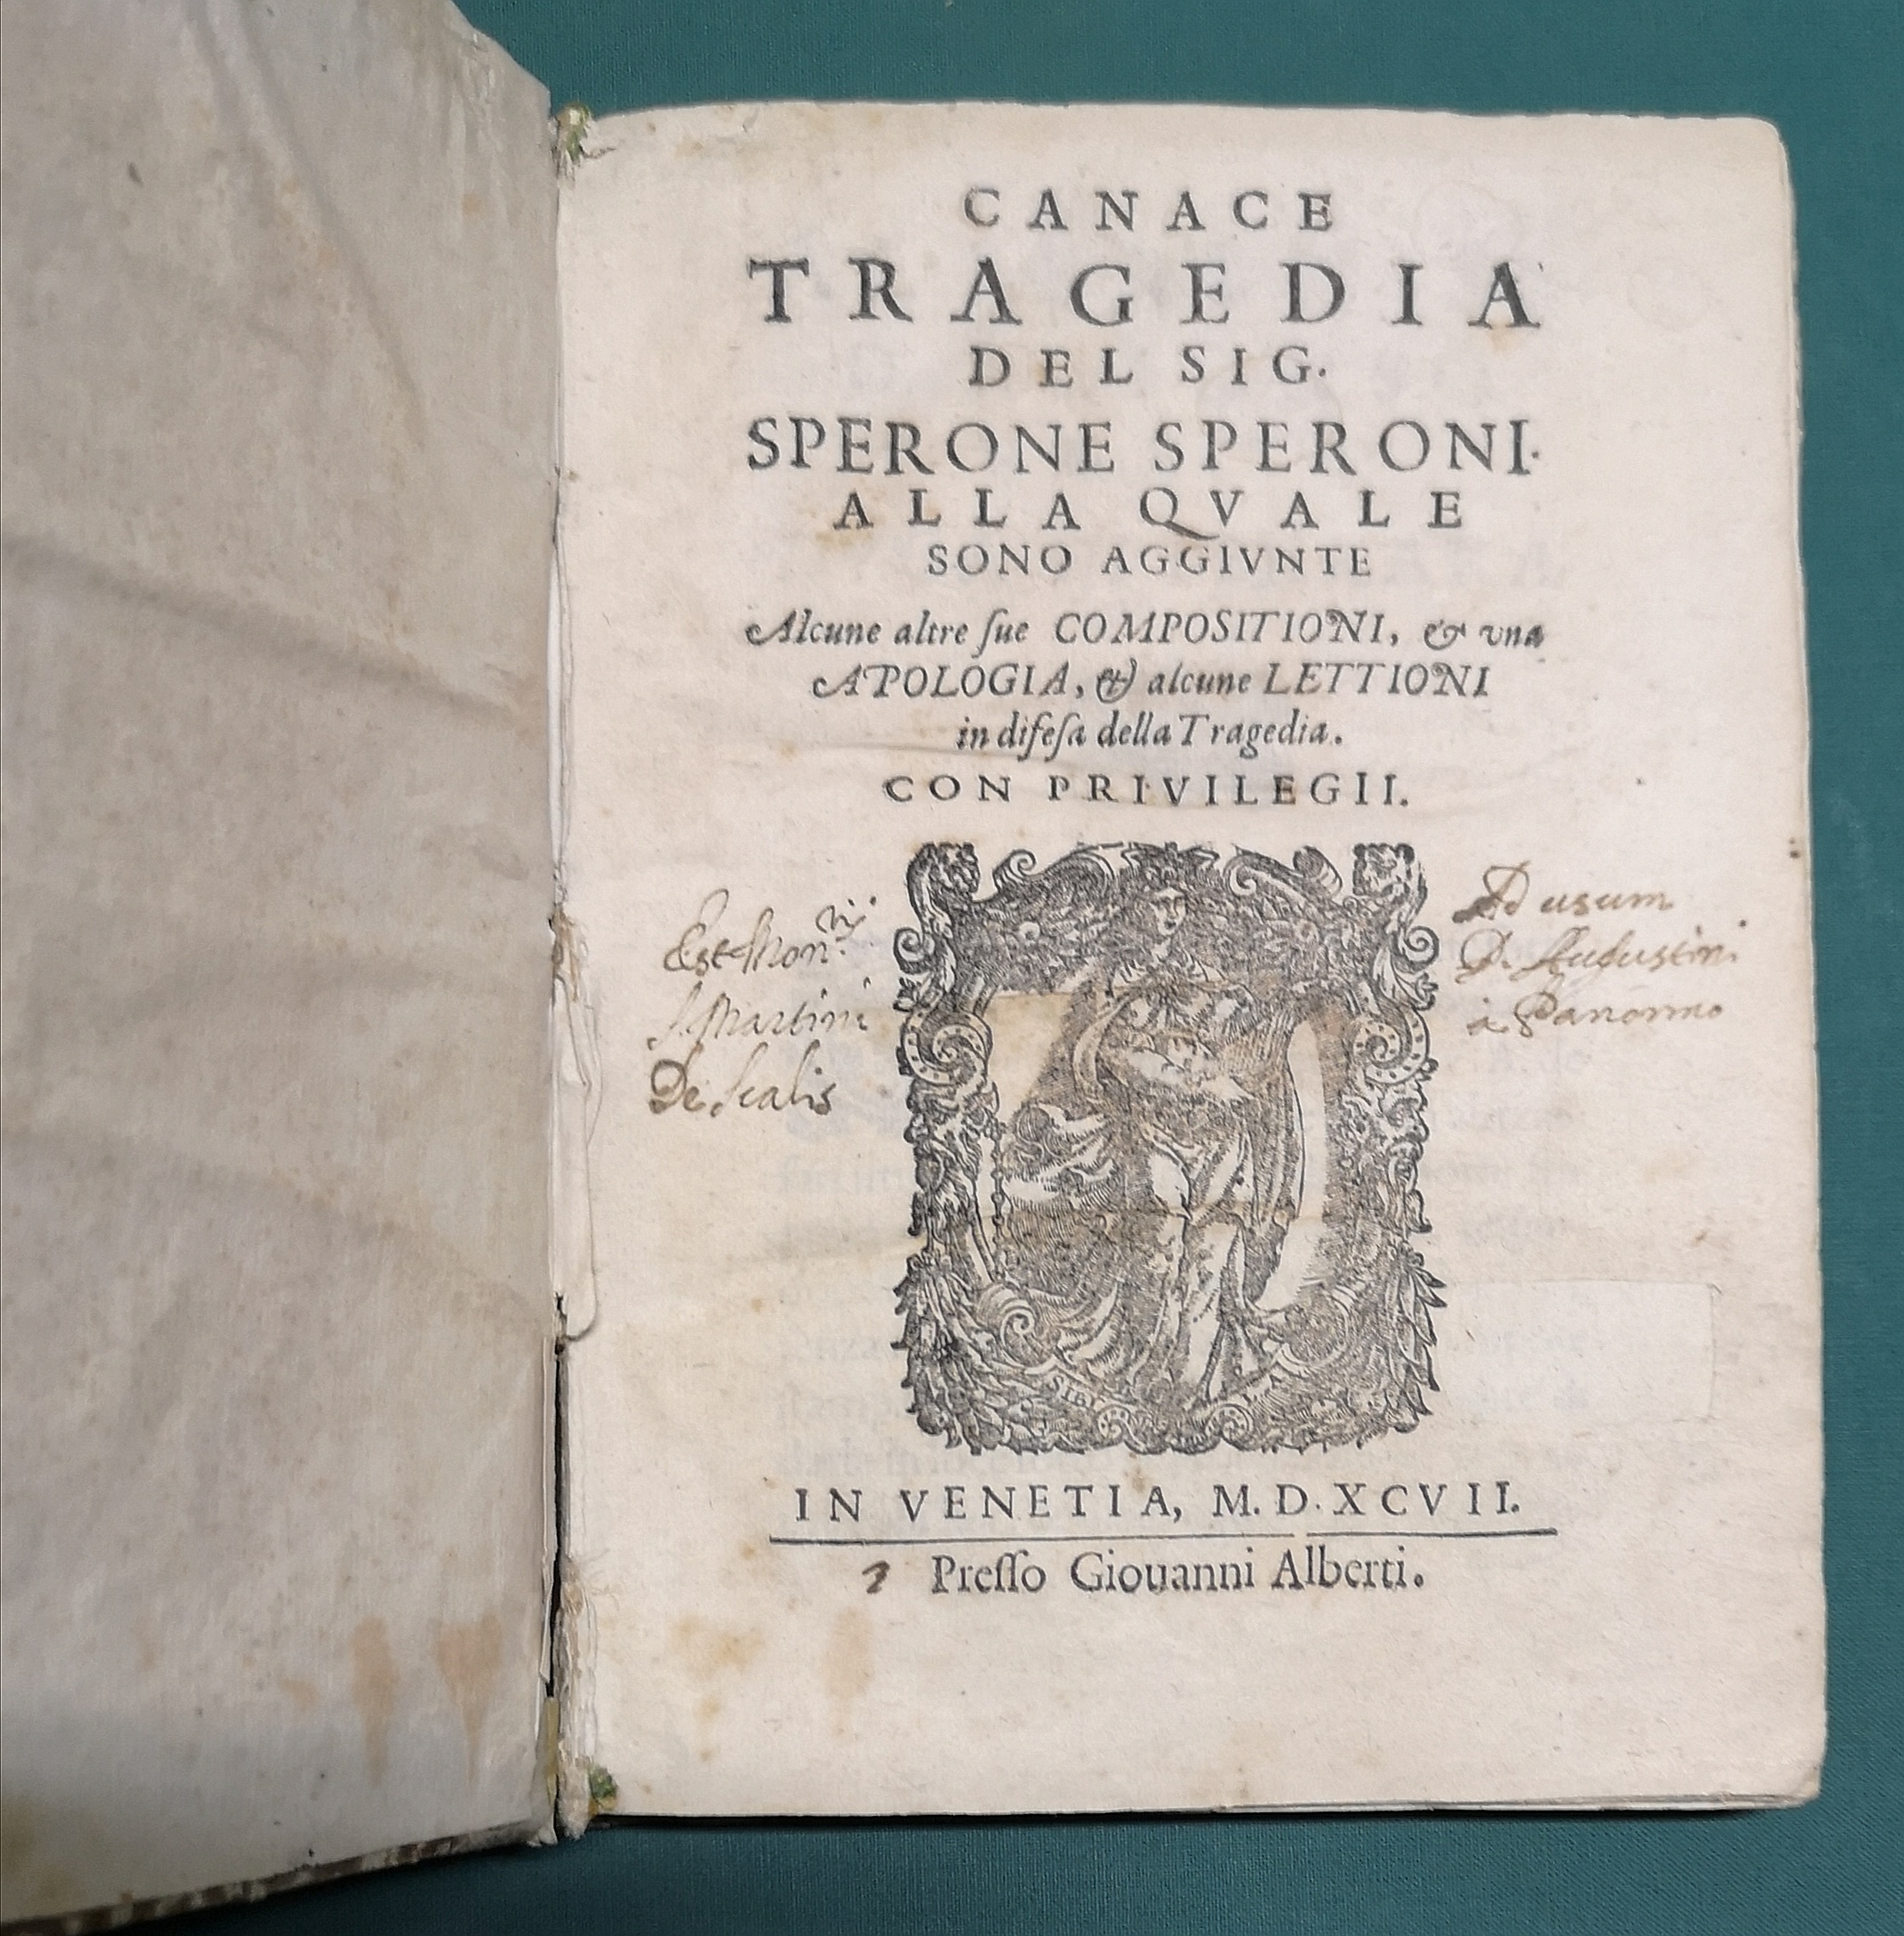 CANACE
TRAGEDIA
DEL SIG.
SPERONE SPERONI.
ALLA QVALE
SONO AGGIVNTE
Alcune altre ſue COMPOSITIONI, & vna
APOLOGIA, & alcune LETTIONI
in difeſa della Tragedia.
CON PRIVILEGII.
Est Mon.rij
S. Martini
De Scalis
Ad usum
D. Augustini
à Panormo
SIBI
IN VENETIA, M. D. XCVII.
Preſſo Giouanni Alberti.